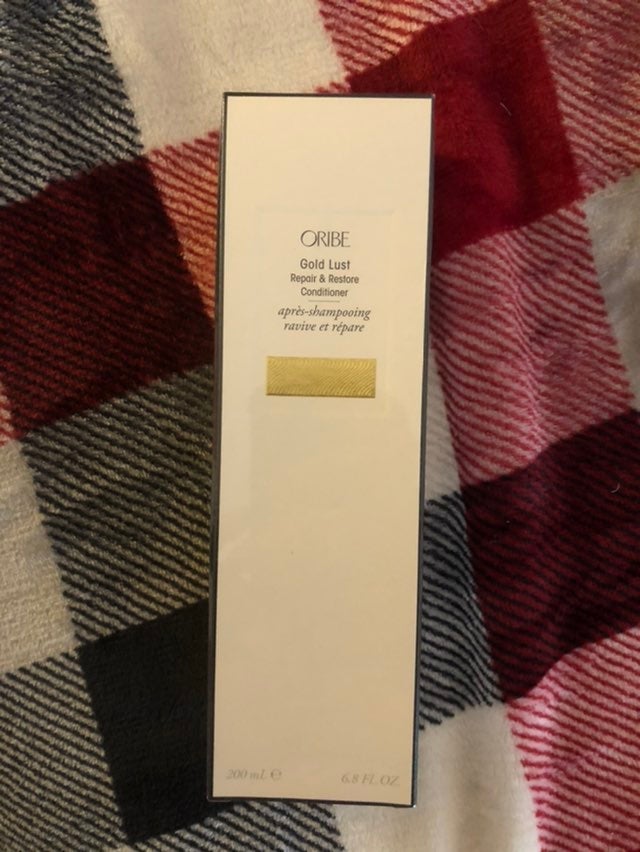 ORIBE
Gold Lust
Repair & Restore
Conditioner
après-shampooing
ravive et répare
200 mL ℮ 6.8 FL.OZ